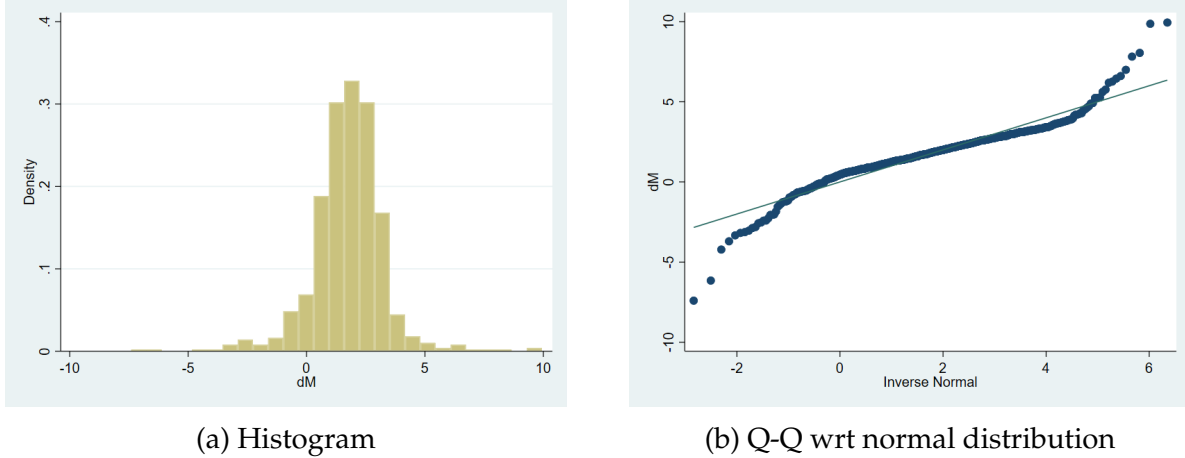 Density
0 .1 .2 .3 .4
-10 -5 0 5 10
dM
(a) Histogram
dM
-10 -5 0 5 10
-2 0 2 4 6
Inverse Normal
(b) Q-Q wrt normal distribution